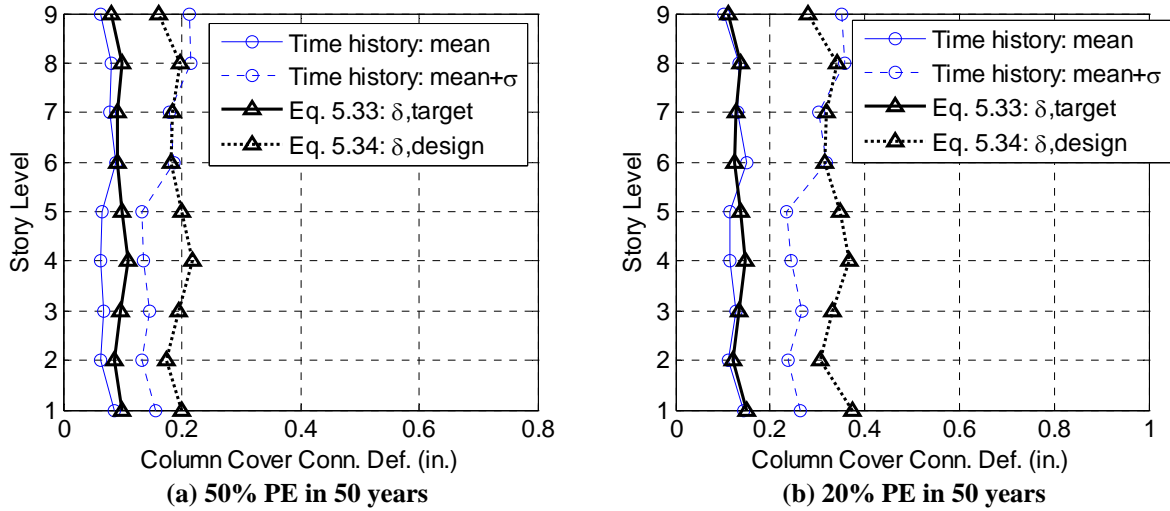 9
8
7
6
5
4
3
2
1
Story Level
Time history: mean
Time history: mean+σ
Eq. 5.33: δ,target
Eq. 5.34: δ,design
0 0.2 0.4 0.6 0.8
Column Cover Conn. Def. (in.)
(a) 50% PE in 50 years
9
8
7
6
5
4
3
2
1
Story Level
Time history: mean
Time history: mean+σ
Eq. 5.33: δ,target
Eq. 5.34: δ,design
0 0.2 0.4 0.6 0.8 1
Column Cover Conn. Def. (in.)
(b) 20% PE in 50 years